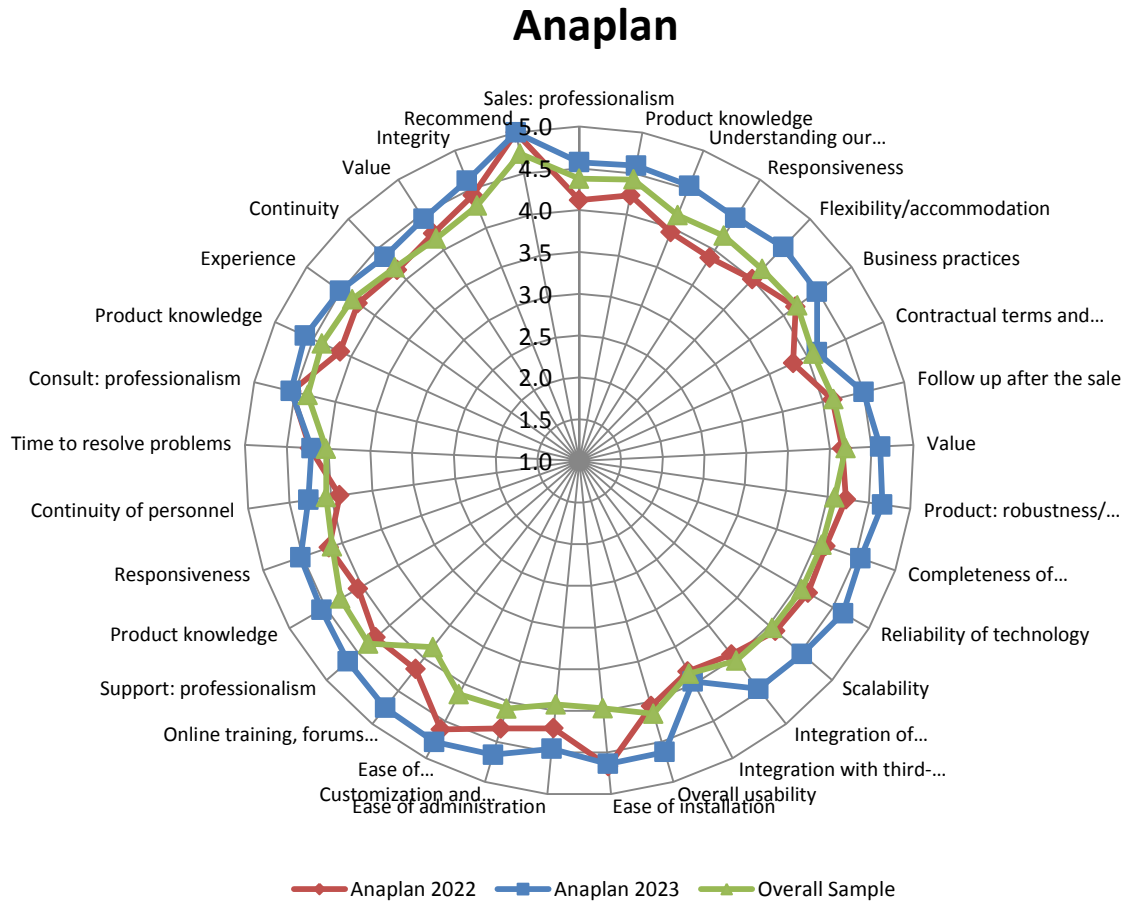 Anaplan
Sales: professionalism
Product knowledge
Understanding our...
Responsiveness
Flexibility/accommodation
Business practices
Contractual terms and...
Follow up after the sale
Value
Product: robustness/...
Completeness of...
Reliability of technology
Scalability
Integration of...
Integration with third-...
Overall usability
Ease of installation
Ease of administration
Customization and...
Ease of...
Online training, forums...
Support: professionalism
Product knowledge
Responsiveness
Continuity of personnel
Time to resolve problems
Consult: professionalism
Product knowledge
Experience
Continuity
Value
Integrity
Recommend
5.0
4.5
4.0
3.5
3.0
2.5
2.0
1.5
1.0
Anaplan 2022 Anaplan 2023 Overall Sample